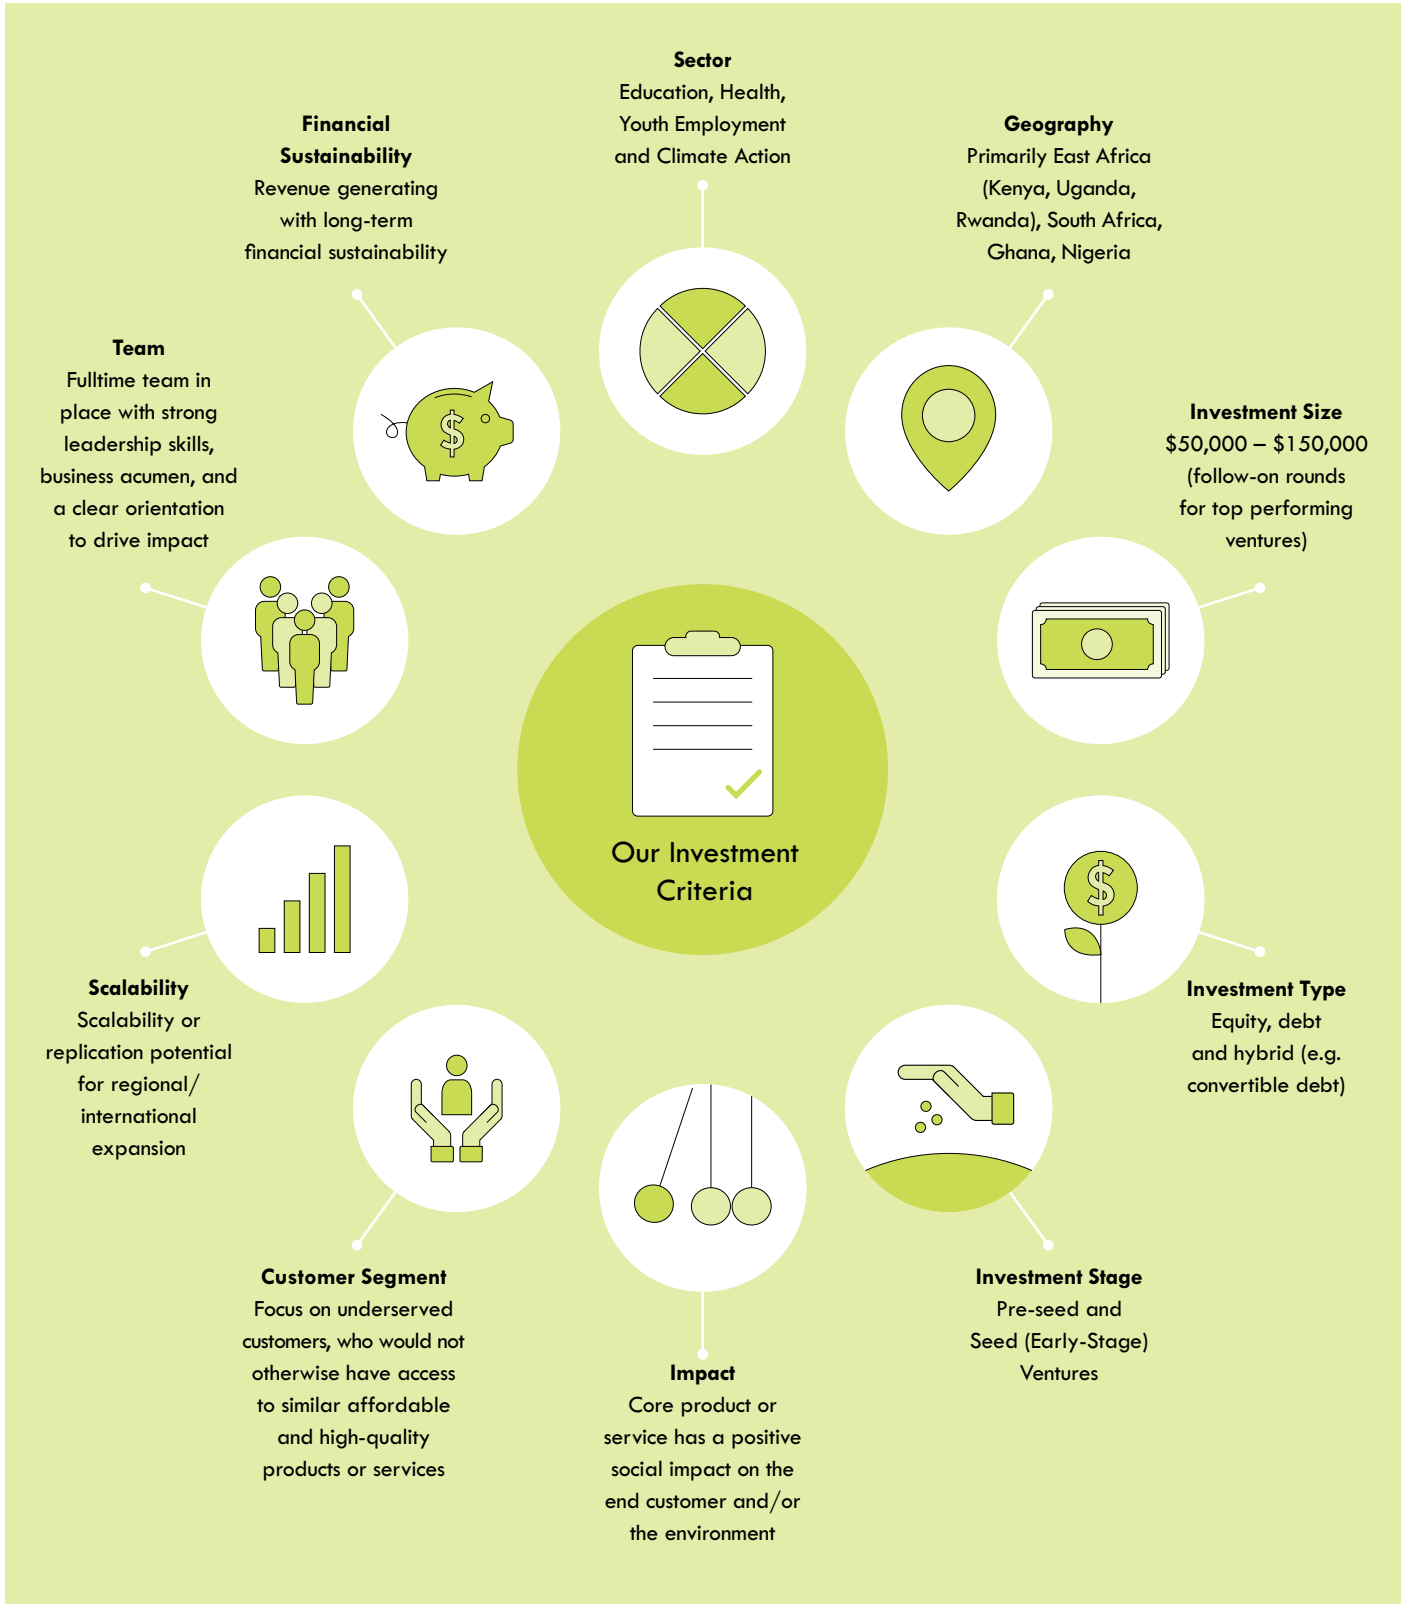 Sector
Education, Health,
Youth Employment
and Climate Action
Geography
Primarily East Africa
(Kenya, Uganda,
Rwanda), South Africa,
Ghana, Nigeria
Investment Size
$50,000 – $150,000
(follow-on rounds
for top performing
ventures)
Investment Type
Equity, debt
and hybrid (e.g.
convertible debt)
Investment Stage
Pre-seed and
Seed (Early-Stage)
Ventures
Impact
Core product or
service has a positive
social impact on the
end customer and/or
the environment
Customer Segment
Focus on underserved
customers, who would not
otherwise have access
to similar affordable
and high-quality
products or services
Scalability
Scalability or
replication potential
for regional/
international
expansion
Team
Fulltime team in
place with strong
leadership skills,
business acumen, and
a clear orientation
to drive impact
Financial
Sustainability
Revenue generating
with long-term
financial sustainability
$
$
Our Investment
Criteria